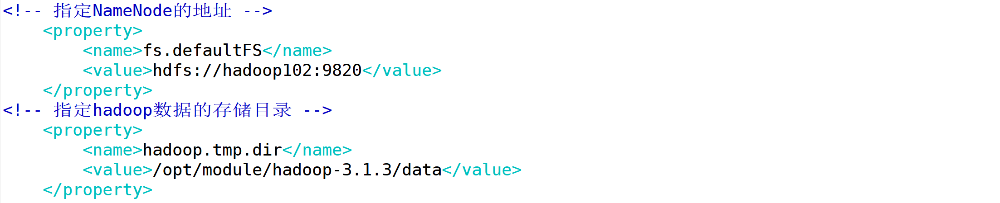 <!-- 指定NameNode的地址 -->
    <property>
        <name>fs.defaultFS</name>
        <value>hdfs://hadoop102:9820</value>
    </property>
<!-- 指定hadoop数据的存储目录 -->
    <property>
        <name>hadoop.tmp.dir</name>
        <value>/opt/module/hadoop-3.1.3/data</value>
    </property>